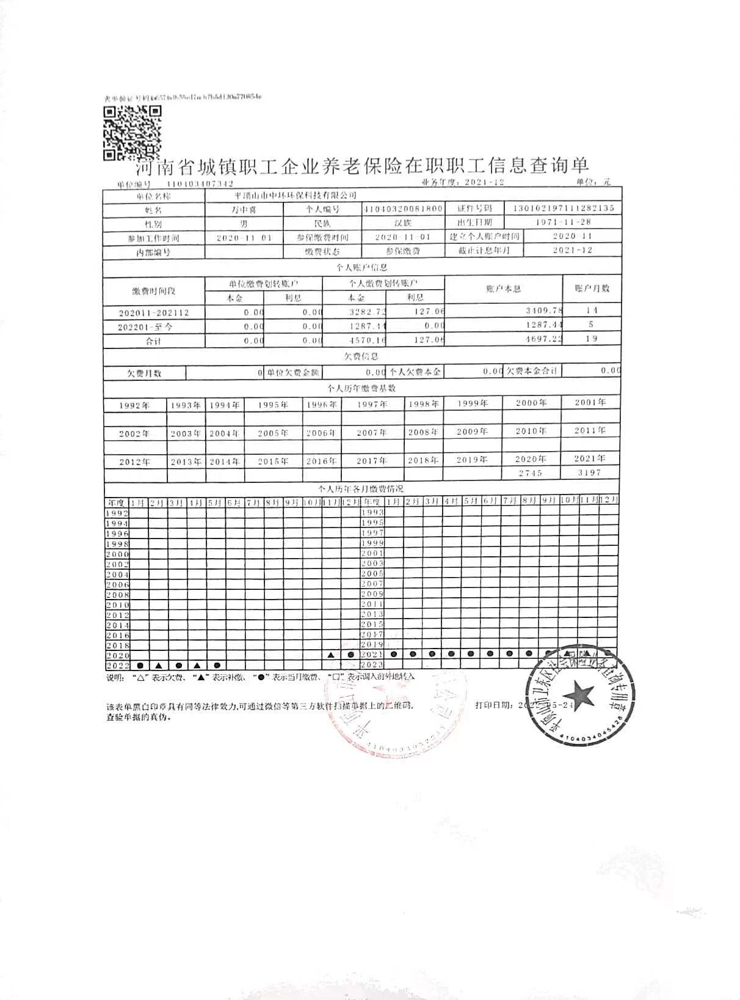 表单验证号码
河南省城镇职工企业养老保险在职职工信息查询单
单位编号 410403407342 业务年度：2021-12 单位：元
单位名称 平顶山市中环环保科技有限公司
姓名 万中喜 个人编号 41040320081800 证件号码 130102197111282135
性别 男 民族 汉族 出生日期 1971-11-28
参加工作时间 2020-11-01 参保缴费时间 2020-11-01 建立个人账户时间 2020-11
内部编号 缴费状态 参保缴费 截止计息年月 2021-12
个人账户信息
缴费时间段 单位缴费划转账户 个人缴费划转账户 账户本息 账户月数
本金 利息 本金 利息
202011-202112 0.00 0.00 3282.72 127.06 3409.78 14
202201-至今 0.00 0.00 1287.44 0.00 1287.44 5
合计 0.00 0.00 4570.16 127.06 4697.22 19
欠费信息
欠费月数 0 单位欠费金额 0.00 个人欠费本金 0.00 欠费本金合计 0.00
个人历年缴费基数
1992年 1993年 1994年 1995年 1996年 1997年 1998年 1999年 2000年 2001年
2002年 2003年 2004年 2005年 2006年 2007年 2008年 2009年 2010年 2011年
2012年 2013年 2014年 2015年 2016年 2017年 2018年 2019年 2020年 2021年
2745 3197
个人历年各月缴费情况
年度 1月 2月 3月 4月 5月 6月 7月 8月 9月 10月 11月 12月 年度 1月 2月 3月 4月 5月 6月 7月 8月 9月 10月 11月 12月
1992 1993
1994 1995
1996 1997
1998 1999
2000 2001
2002 2003
2004 2005
2006 2007
2008 2009
2010 2011
2012 2013
2014 2015
2016 2017
2018 2019
2020 ▲ ● 2021 ● ● ● ● ● ● ● ● ● ▲ ▲ ●
2022 ● ▲ ● ▲ ● 2023
说明：“△”表示欠费、“▲”表示补缴、“●”表示当月缴费、“□”表示调入前外地转入
该表单黑白印章具有同等法律效力,可通过微信等第三方软件扫描单据上的二维码,
查验单据的真伪。
打印日期：2022-05-24
平顶山市卫东区社会保险业务查询专用章
4104034045426